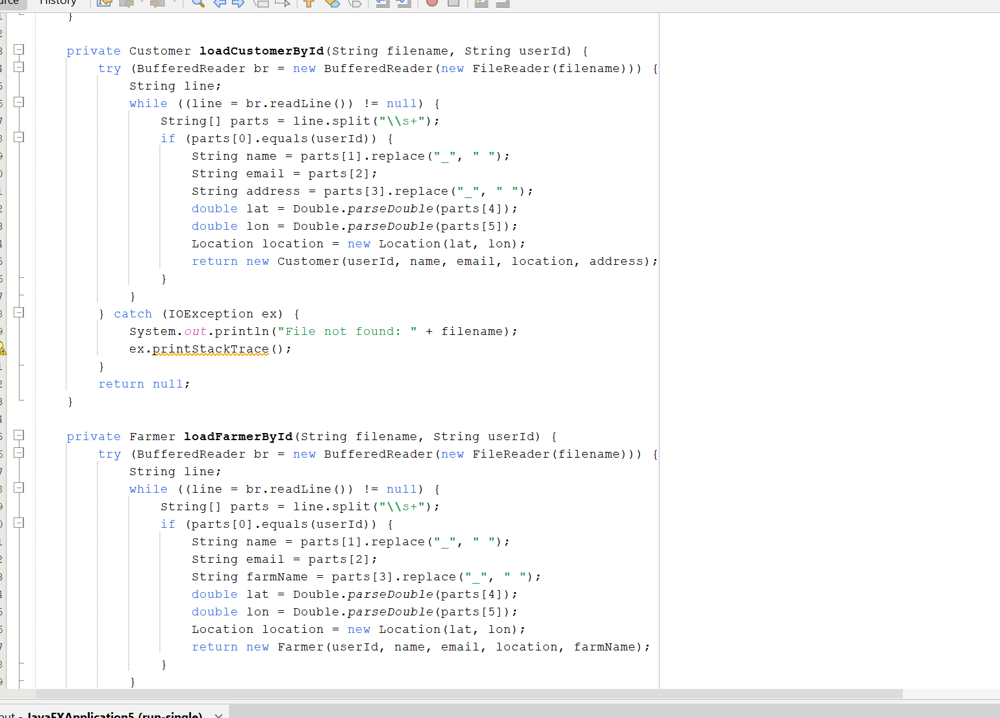 History
}
private Customer loadCustomerById(String filename, String userId) {
try (BufferedReader br = new BufferedReader(new FileReader(filename))) {
String line;
while ((line = br.readLine()) != null) {
String[] parts = line.split("\\s+");
if (parts[0].equals(userId)) {
String name = parts[1].replace("_", " ");
String email = parts[2];
String address = parts[3].replace("_", " ");
double lat = Double.parseDouble(parts[4]);
double lon = Double.parseDouble(parts[5]);
Location location = new Location(lat, lon);
return new Customer(userId, name, email, location, address);
}
}
} catch (IOException ex) {
System.out.println("File not found: " + filename);
ex.printStackTrace();
}
return null;
}
private Farmer loadFarmerById(String filename, String userId) {
try (BufferedReader br = new BufferedReader(new FileReader(filename))) {
String line;
while ((line = br.readLine()) != null) {
String[] parts = line.split("\\s+");
if (parts[0].equals(userId)) {
String name = parts[1].replace("_", " ");
String email = parts[2];
String farmName = parts[3].replace("_", " ");
double lat = Double.parseDouble(parts[4]);
double lon = Double.parseDouble(parts[5]);
Location location = new Location(lat, lon);
return new Farmer(userId, name, email, location, farmName);
}
}
JavaFXApplication5 (run-single)